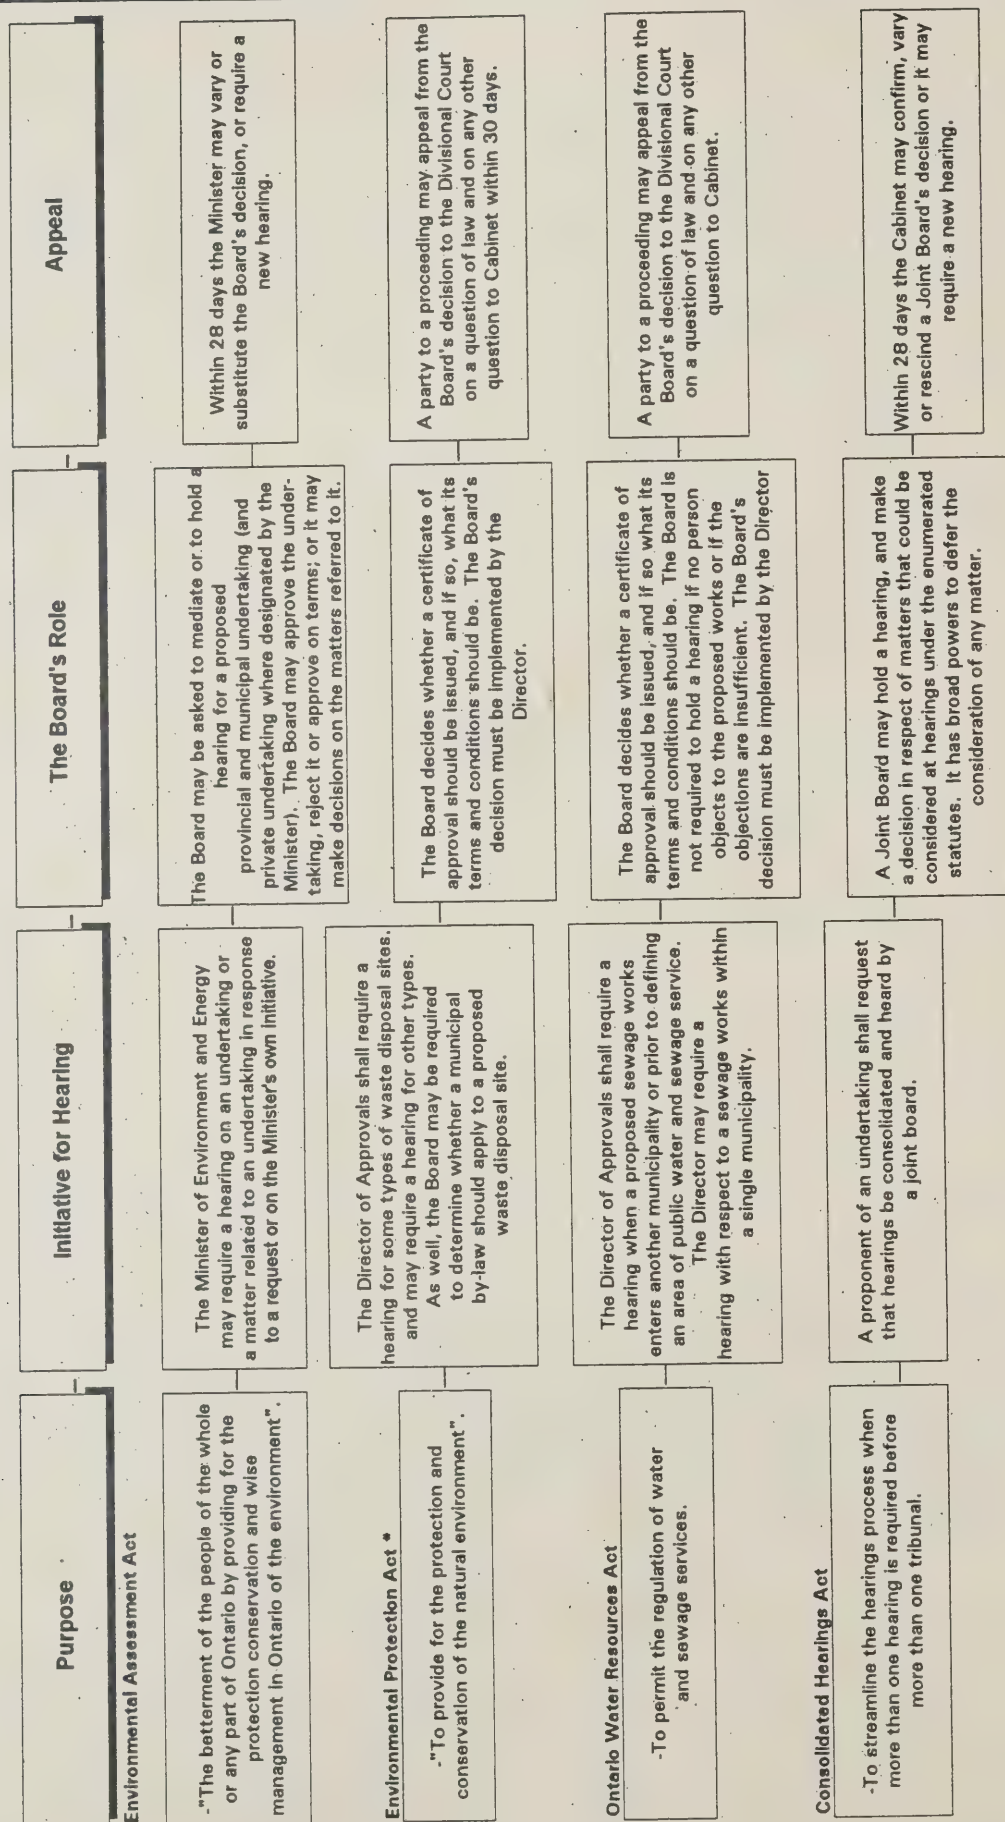 Purpose
Initiative for Hearing
The Board's Role
Appeal
Environmental Assessment Act
-"The betterment of the people of the whole
or any part of Ontario by providing for the
protection conservation and wise
management in Ontario of the environment".
The Minister of Environment and Energy
may require a hearing on an undertaking or
a matter related to an undertaking in response
to a request or on the Minister's own initiative.
The Board may be asked to mediate or to hold a
hearing for a proposed
provincial and municipal undertaking (and
private undertaking where designated by the
Minister). The Board may approve the under-
taking, reject it or approve on terms; or it may
make decisions on the matters referred to it.
Within 28 days the Minister may vary or
substitute the Board's decision, or require a
new hearing.
Environmental Protection Act *
-"To provide for the protection and
conservation of the natural environment".
The Director of Approvals shall require a
hearing for some types of waste disposal sites.
and may require a hearing for other types.
As well, the Board may be required
to determine whether a municipal
by-law should apply to a proposed
waste disposal site.
The Board decides whether a certificate of
approval should be issued, and if so, what its
terms and conditions should be. The Board's
decision must be implemented by the
Director.
A party to a proceeding may appeal from the
Board's decision to the Divisional Court
on a question of law and on any other
question to Cabinet within 30 days.
Ontario Water Resources Act
-To permit the regulation of water
and sewage services.
The Director of Approvals shall require a
hearing when a proposed sewage works
enters another municipality or prior to defining
an area of public water and sewage service.
The Director may require a
hearing with respect to a sewage works within
a single municipality.
The Board decides whether a certificate of
approval should be issued, and if so what its
terms and conditions should be. The Board is
not required to hold a hearing if no person
objects to the proposed works or if the
objections are insufficient. The Board's
decision must be implemented by the Director
A party to a proceeding may appeal from the
Board's decision to the Divisional Court
on a question of law and on any other
question to Cabinet.
Consolidated Hearings Act
-To streamline the hearings process when
more than one hearing is required before
more than one tribunal.
A proponent of an undertaking shall request
that hearings be consolidated and heard by
a joint board.
A Joint Board may hold a hearing, and make
a decision in respect of matters that could be
considered at hearings under the enumerated
statutes. It has broad powers to defer the
consideration of any matter.
Within 28 days the Cabinet may confirm, vary
or rescind a Joint Board's decision or it may
require a new hearing.